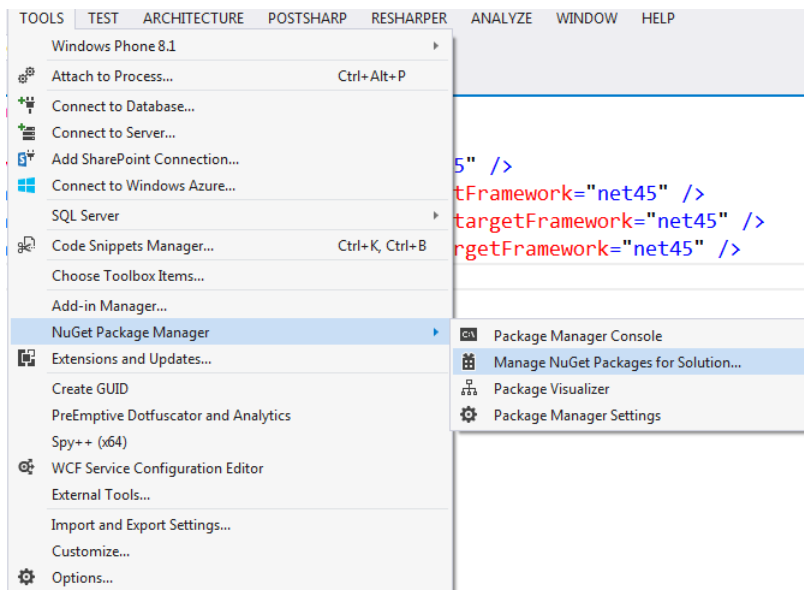 TOOLS TEST ARCHITECTURE POSTSHARP RESHARPER ANALYZE WINDOW HELP
Windows Phone 8.1
Attach to Process... Ctrl+Alt+P
Connect to Database...
Connect to Server...
Add SharePoint Connection...
5" />
Connect to Windows Azure...
tFramework="net45" />
SQL Server
targetFramework="net45" />
Code Snippets Manager... Ctrl+K, Ctrl+B
rgetFramework="net45" />
Choose Toolbox Items...
Add-in Manager...
NuGet Package Manager
Extensions and Updates...
Create GUID
PreEmptive Dotfuscator and Analytics
Spy++ (x64)
WCF Service Configuration Editor
External Tools...
Import and Export Settings...
Customize...
Options...
C:\ Package Manager Console
Manage NuGet Packages for Solution...
Package Visualizer
Package Manager Settings